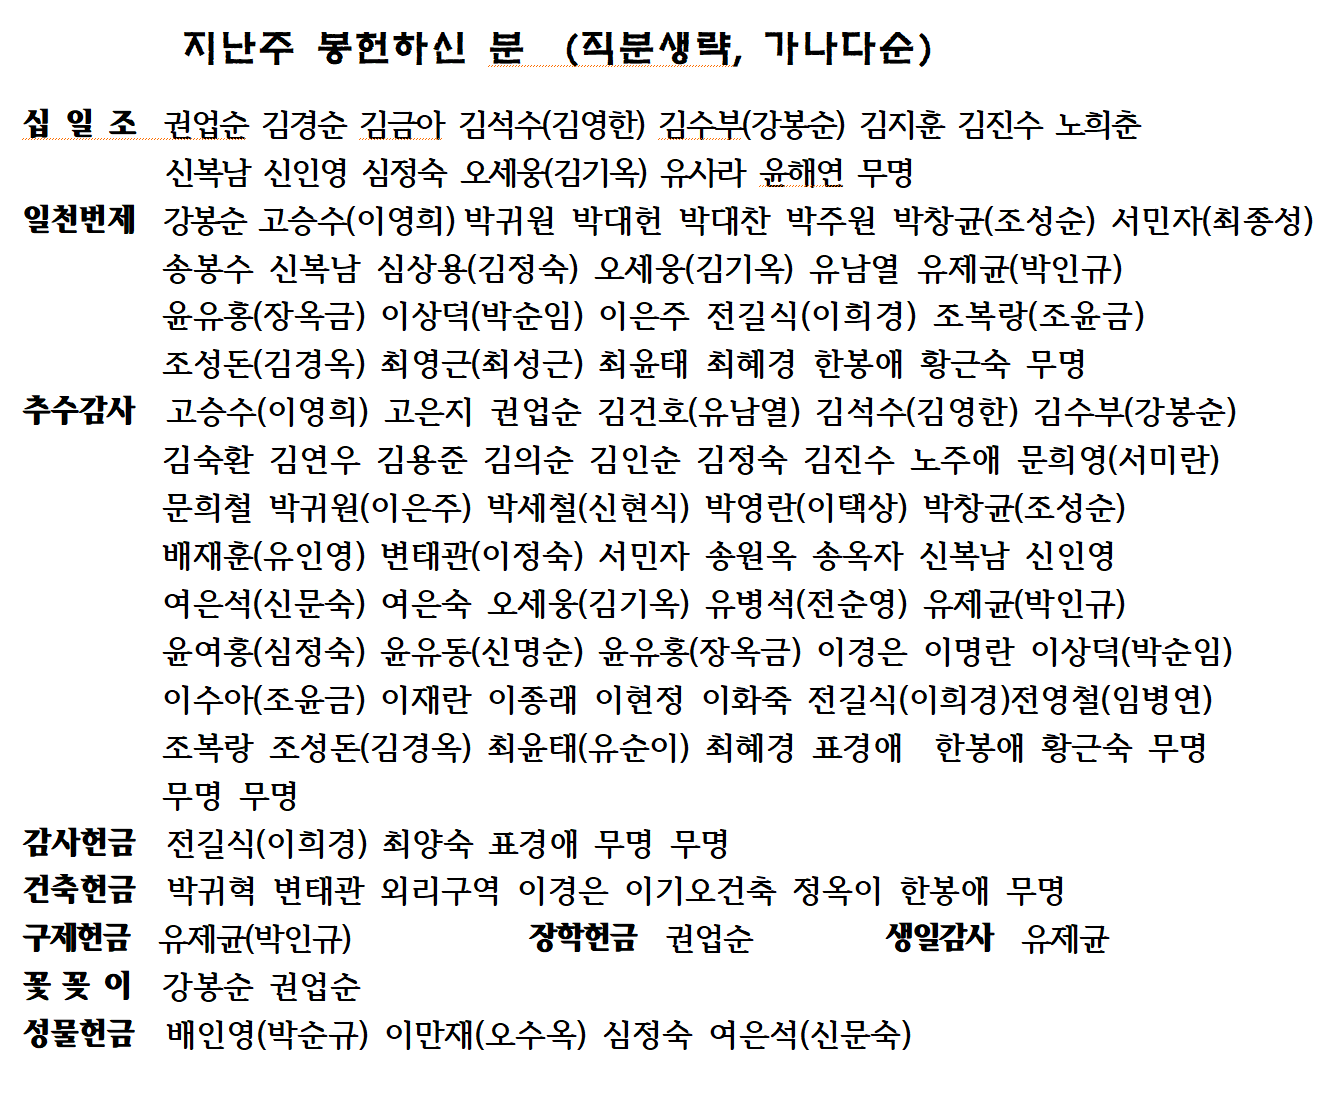 지난주 봉헌하신 분 (직분생략, 가나다순)
십 일 조 권업순 김경순 김금아 김석수(김영한) 김수부(강봉순) 김지훈 김진수 노희춘
신복남 신인영 심정숙 오세웅(김기옥) 유사라 윤해연 무명
일천번제 강봉순 고승수(이영희) 박귀원 박대헌 박대찬 박주원 박창균(조성순) 서민자(최종성)
송봉수 신복남 심상용(김정숙) 오세웅(김기옥) 유남열 유제균(박인규)
윤유홍(장옥금) 이상덕(박순임) 이은주 전길식(이희경) 조복랑(조윤금)
조성돈(김경옥) 최영근(최성근) 최윤태 최혜경 한봉애 황근숙 무명
추수감사 고승수(이영희) 고은지 권업순 김건호(유남열) 김석수(김영한) 김수부(강봉순)
김숙환 김연우 김용준 김의순 김인순 김정숙 김진수 노주애 문희영(서미란)
문희철 박귀원(이은주) 박세철(신현식) 박영란(이택상) 박창균(조성순)
배재훈(유인영) 변태관(이정숙) 서민자 송원옥 송옥자 신복남 신인영
여은석(신문숙) 여은숙 오세웅(김기옥) 유병석(전순영) 유제균(박인규)
윤여홍(심정숙) 윤유동(신명순) 윤유홍(장옥금) 이경은 이명란 이상덕(박순임)
이수아(조윤금) 이재란 이종래 이현정 이화죽 전길식(이희경)전영철(임병연)
조복랑 조성돈(김경옥) 최윤태(유순이) 최혜경 표경애 한봉애 황근숙 무명
무명 무명
감사헌금 전길식(이희경) 최양숙 표경애 무명 무명
건축헌금 박귀혁 변태관 외리구역 이경은 이기오건축 정옥이 한봉애 무명
구제헌금 유제균(박인규) 장학헌금 권업순 생일감사 유제균
꽃 꽂 이 강봉순 권업순
성물헌금 배인영(박순규) 이만재(오수옥) 심정숙 여은석(신문숙)